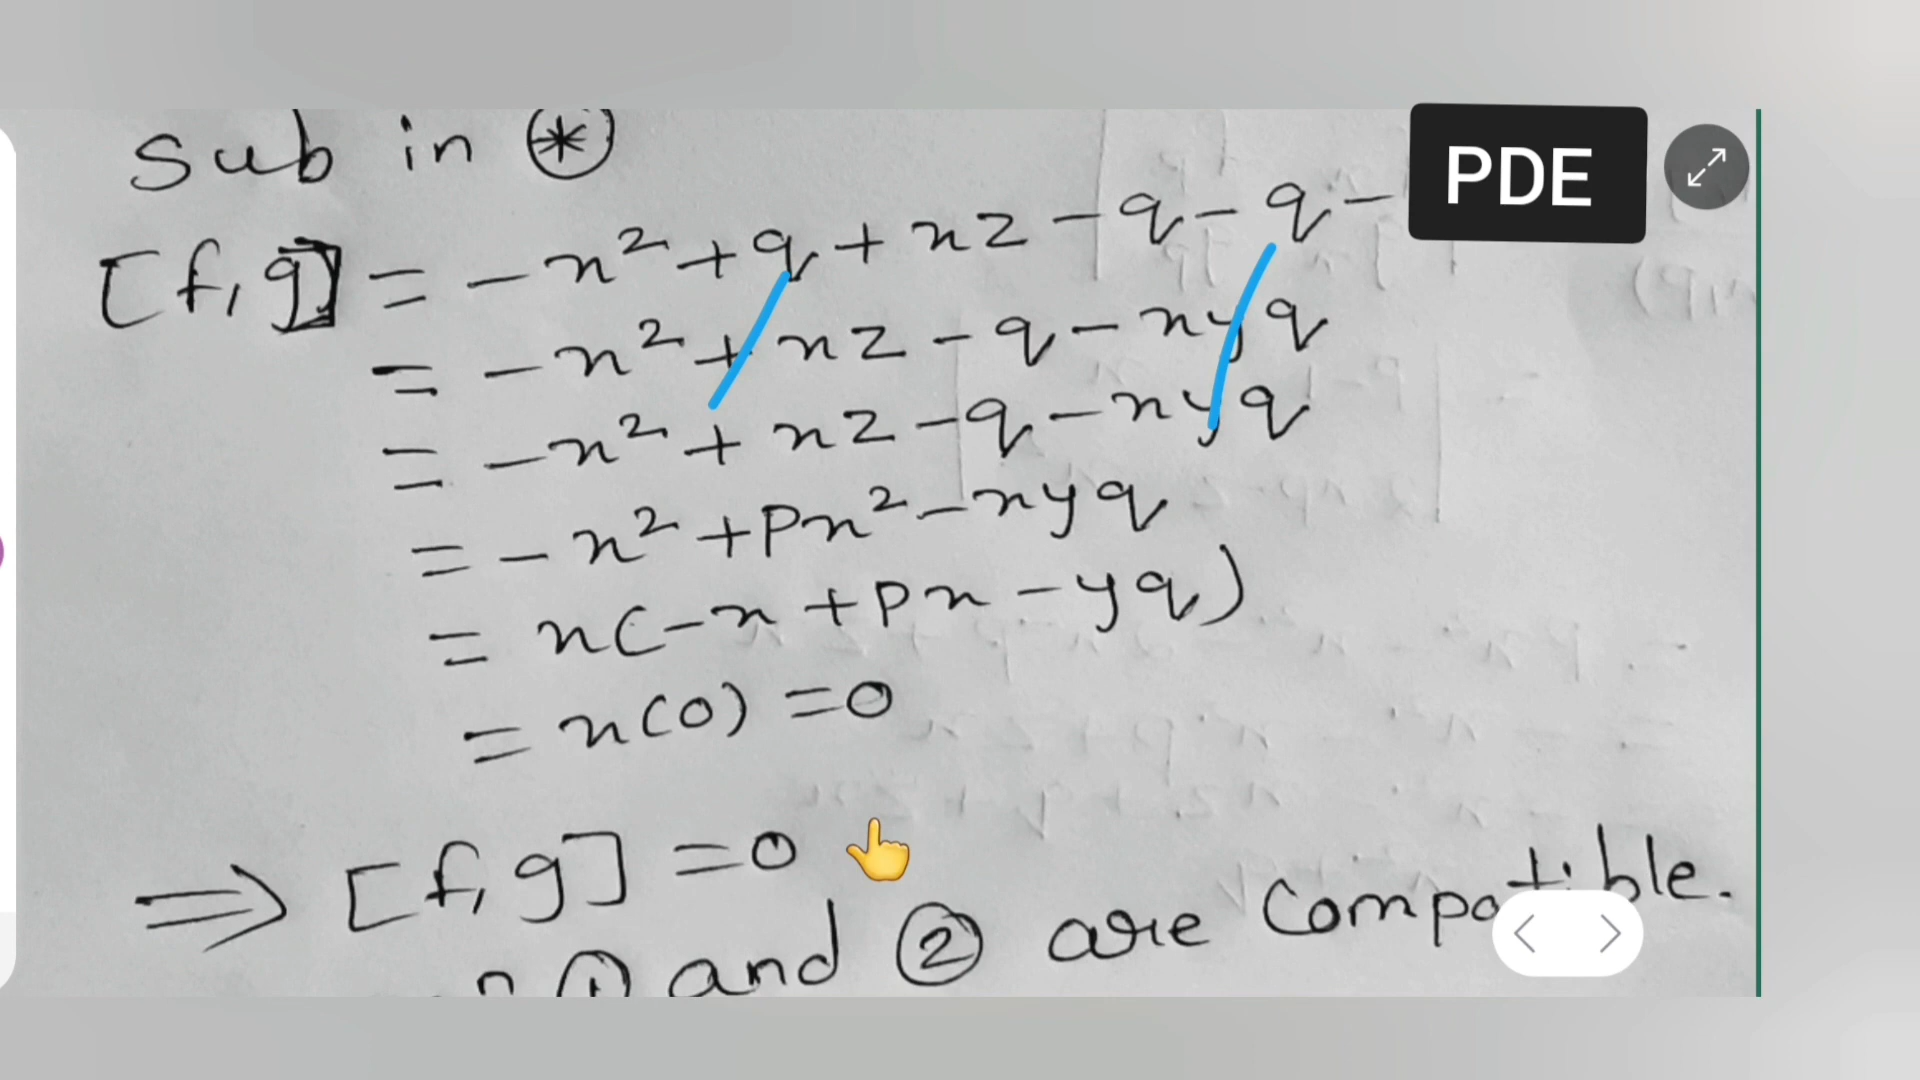 Sub in *
PDE
[f,g] = -x²+q+xz-q-q-
= -x²+xz-q-xyq
= -x²+xz-q-xyq
= -x²+px²-xyq
= x(-x+px-yq)
= x(0) =0
⇒ [f,g] =0
① and ② are compatible.